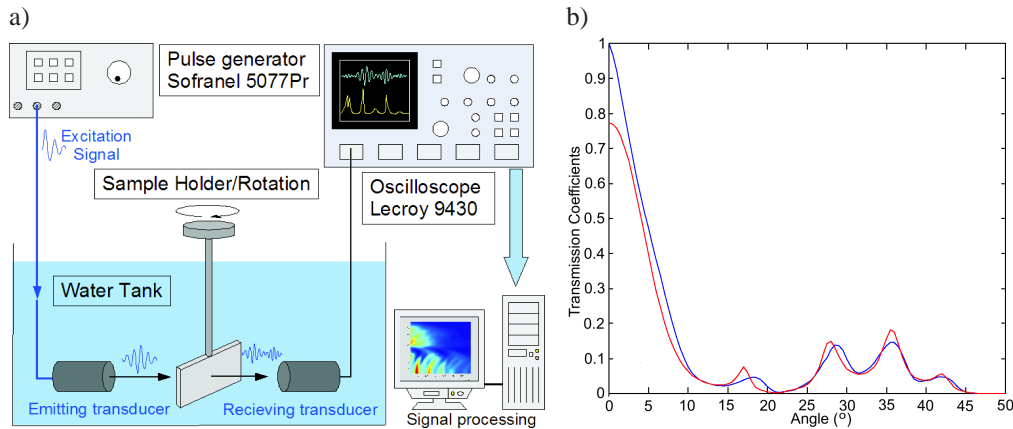 a)
Pulse generator
Sofranel 5077Pr
Excitation
Signal
Sample Holder/Rotation
Oscilloscope
Lecroy 9430
Water Tank
Emitting transducer
Recieving transducer
Signal processing
b)
Transmission Coefficients
1
0.9
0.8
0.7
0.6
0.5
0.4
0.3
0.2
0.1
0
0 5 10 15 20 25 30 35 40 45 50
Angle (º)